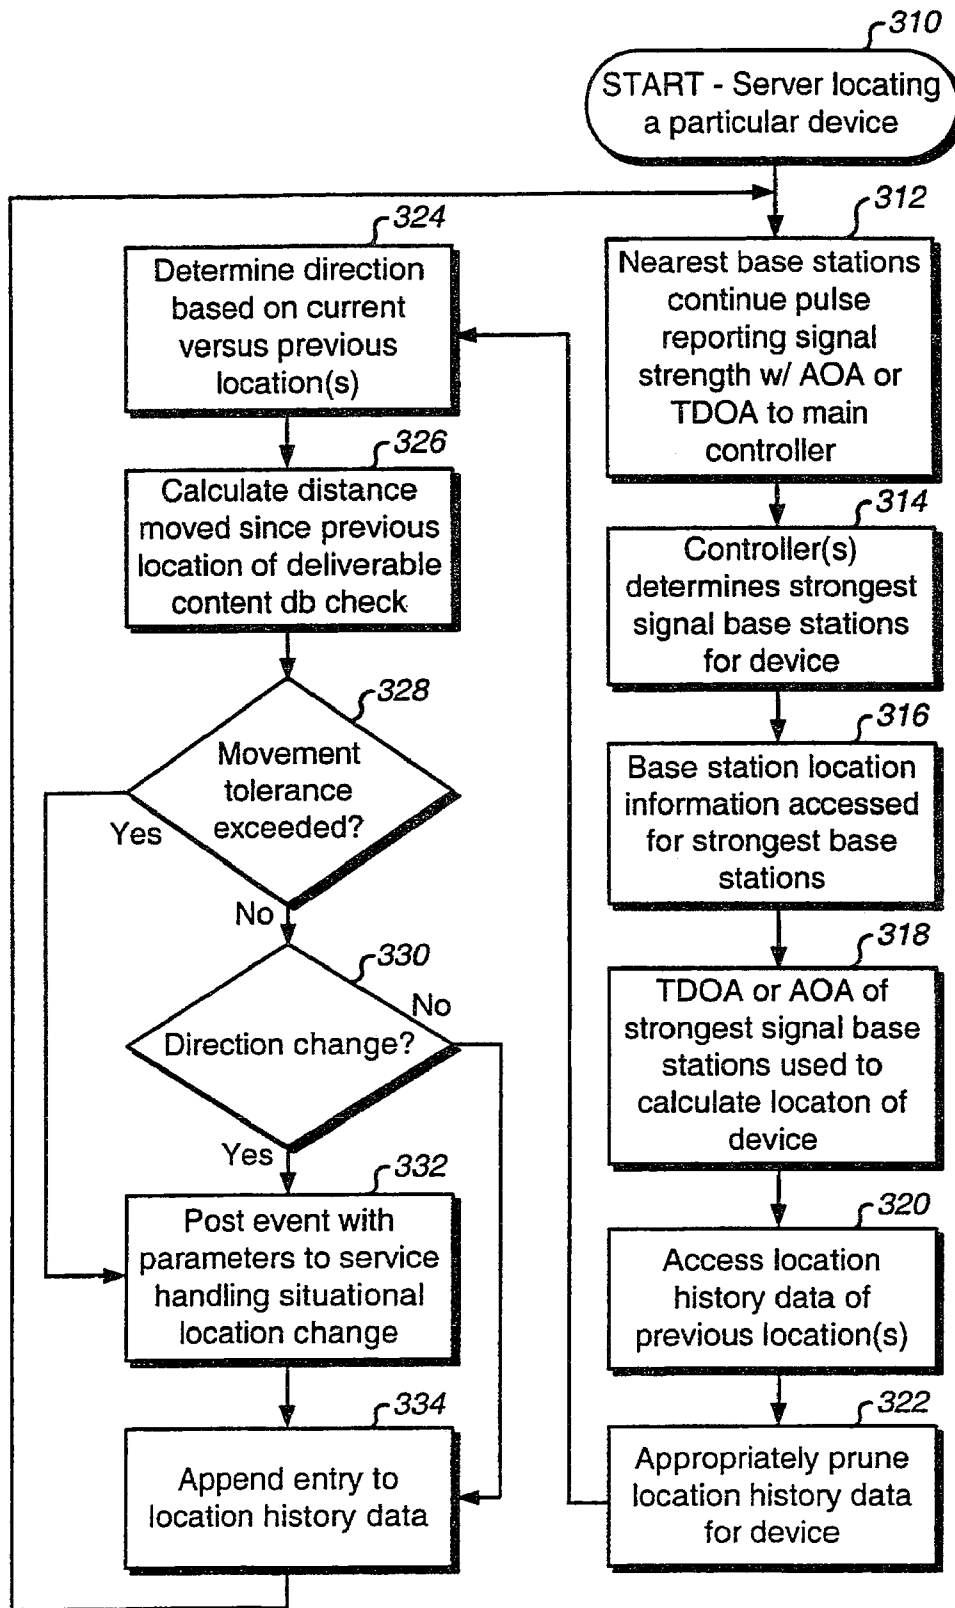 310
START - Server locating
a particular device
312
Nearest base stations
continue pulse
reporting signal
strength w/ AOA or
TDOA to main
controller
314
Controller(s)
determines strongest
signal base stations
for device
316
Base station location
information accessed
for strongest base
stations
318
TDOA or AOA of
strongest signal base
stations used to
calculate locaton of
device
320
Access location
history data of
previous location(s)
322
Appropriately prune
location history data
for device
324
Determine direction
based on current
versus previous
location(s)
326
Calculate distance
moved since previous
location of deliverable
content db check
328
Movement
tolerance
exceeded?
Yes
No
330
Direction change?
No
Yes
332
Post event with
parameters to service
handling situational
location change
334
Append entry to
location history data